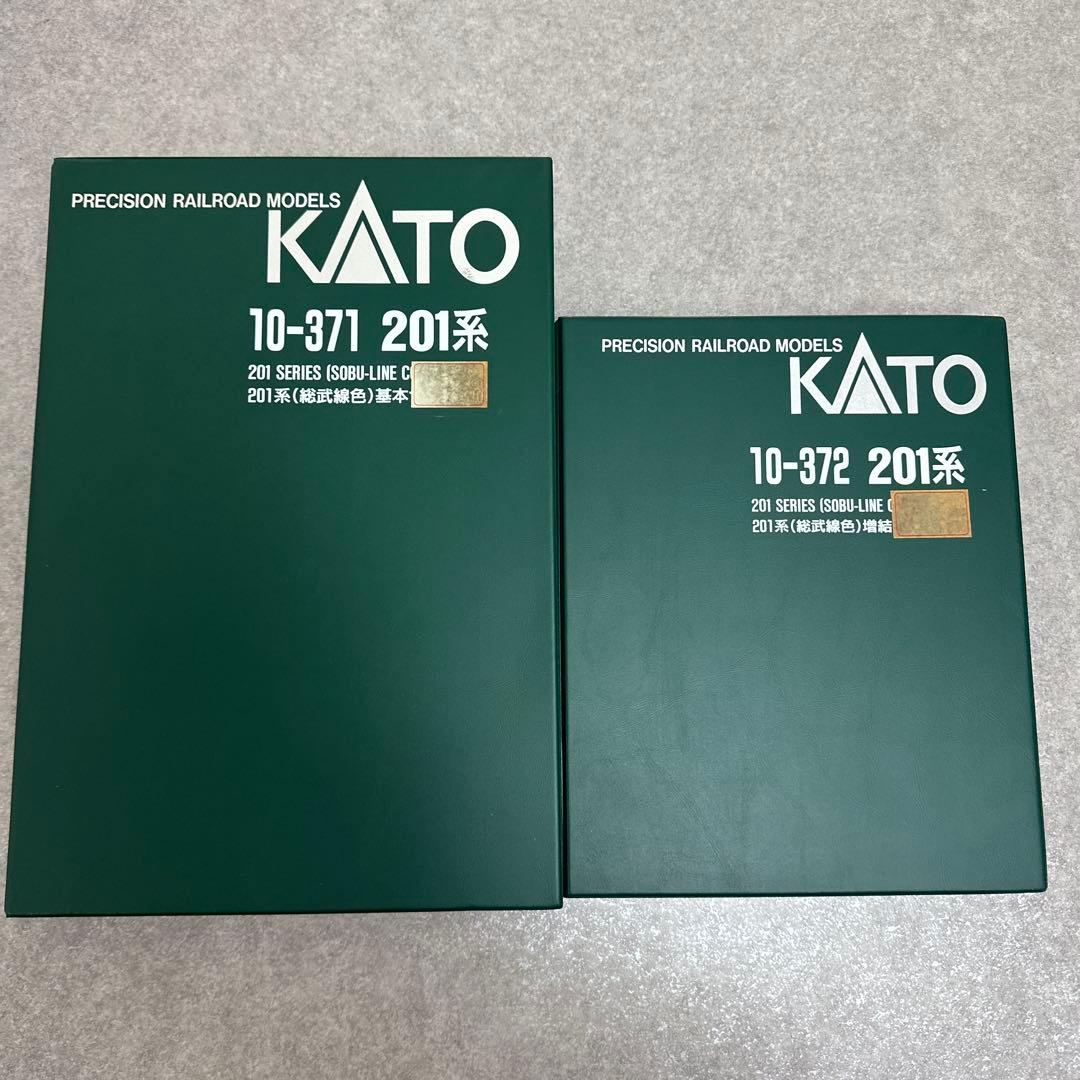 PRECISION RAILROAD MODELS
KATO
10-371 201系
201 SERIES (SOBU-LINE
201系(総武線色)基本
PRECISION RAILROAD MODELS
KATO
10-372 201系
201 SERIES (SOBU-LINE
201系(総武線色)増結